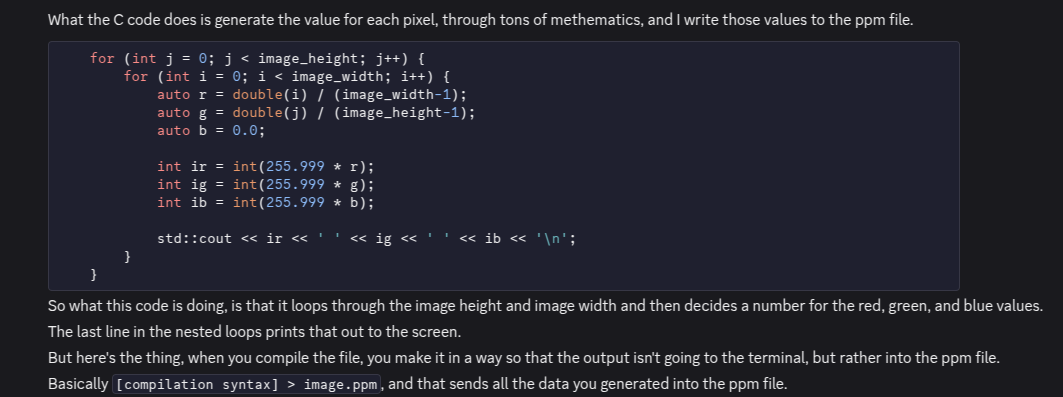 What the C code does is generate the value for each pixel, through tons of methematics, and I write those values to the ppm file.
for (int j = 0; j < image_height; j++) {
    for (int i = 0; i < image_width; i++) {
        auto r = double(i) / (image_width-1);
        auto g = double(j) / (image_height-1);
        auto b = 0.0;
        int ir = int(255.999 * r);
        int ig = int(255.999 * g);
        int ib = int(255.999 * b);
        std::cout << ir << ' ' << ig << ' ' << ib << '\n';
    }
}
So what this code is doing, is that it loops through the image height and image width and then decides a number for the red, green, and blue values.
The last line in the nested loops prints that out to the screen.
But here's the thing, when you compile the file, you make it in a way so that the output isn't going to the terminal, but rather into the ppm file.
Basically [compilation syntax] > image.ppm, and that sends all the data you generated into the ppm file.